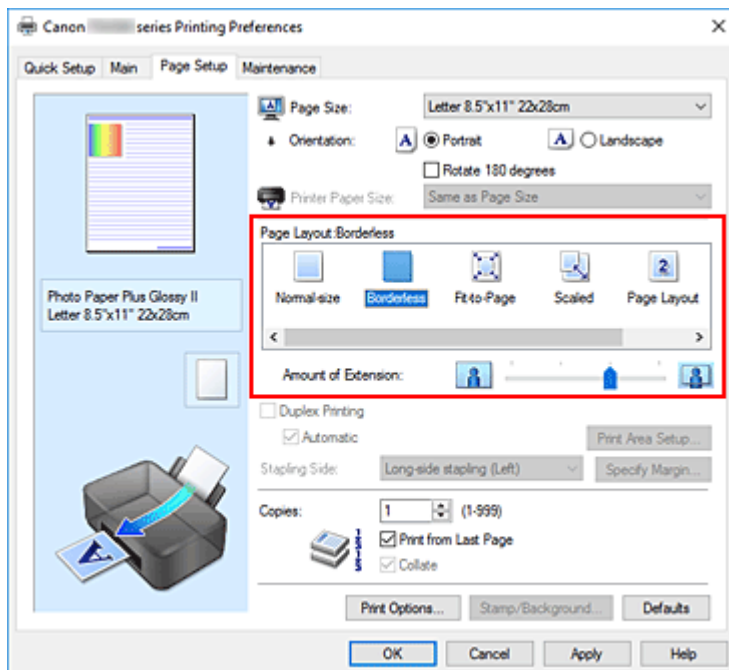 Canon series Printing Preferences
Quick Setup Main Page Setup Maintenance
Page Size: Letter 8.5"x11" 22x28cm
Orientation: A Portrait A Landscape
Rotate 180 degrees
Printer Paper Size: Same as Page Size
Page Layout:Borderless
Normal-size Borderless Fit-to-Page Scaled Page Layout
Photo Paper Plus Glossy II
Letter 8.5"x11" 22x28cm
Amount of Extension:
Duplex Printing
Automatic Print Area Setup...
Stapling Side: Long-side stapling (Left) Specify Margin...
Copies: 1 (1-999)
Print from Last Page
Collate
Print Options... Stamp/Background... Defaults
OK Cancel Apply Help